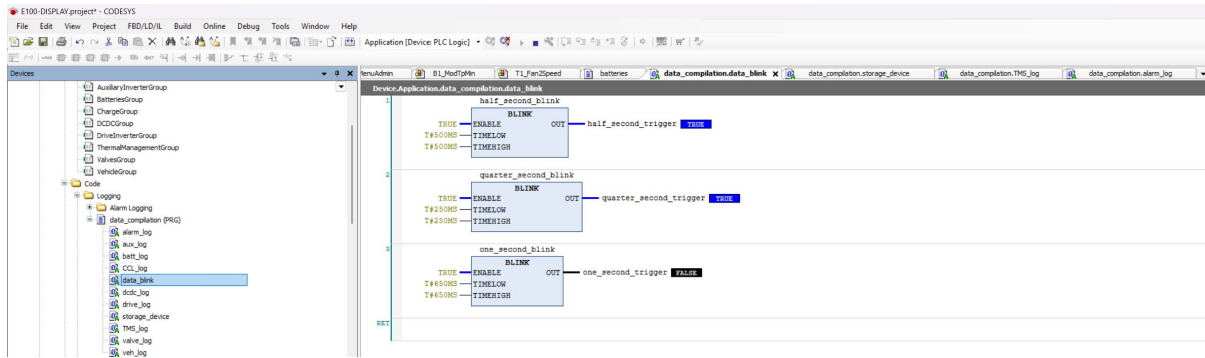 E100-DISPLAY.project* - CODESYS
File Edit View Project FBD/LD/IL Build Online Debug Tools Window Help
Application [Device: PLC Logic]
Devices
AuxiliaryInverterGroup
BatteriesGroup
ChargeGroup
DCDCGroup
DriveInverterGroup
ThermalManagementGroup
ValvesGroup
VehicleGroup
Code
Logging
Alarm Logging
data_compilation (PRG)
alarm_log
aux_log
batt_log
CCL_log
data_blink
dcdc_log
drive_log
storage_device
TMS_log
valve_log
veh_log
lenuAdmin B1_ModTpMin T1_Fan2Speed batteries data_compilation.data_blink data_compilation.storage_device data_compilation.TMS_log data_compilation.alarm_log
Device.Application.data_compilation.data_blink
1
half_second_blink
BLINK
TRUE ENABLE OUT half_second_trigger TRUE
T#500MS TIMELOW
T#500MS TIMEHIGH
2
quarter_second_blink
BLINK
TRUE ENABLE OUT quarter_second_trigger TRUE
T#250MS TIMELOW
T#250MS TIMEHIGH
3
one_second_blink
BLINK
TRUE ENABLE OUT one_second_trigger FALSE
T#650MS TIMELOW
T#650MS TIMEHIGH
RET